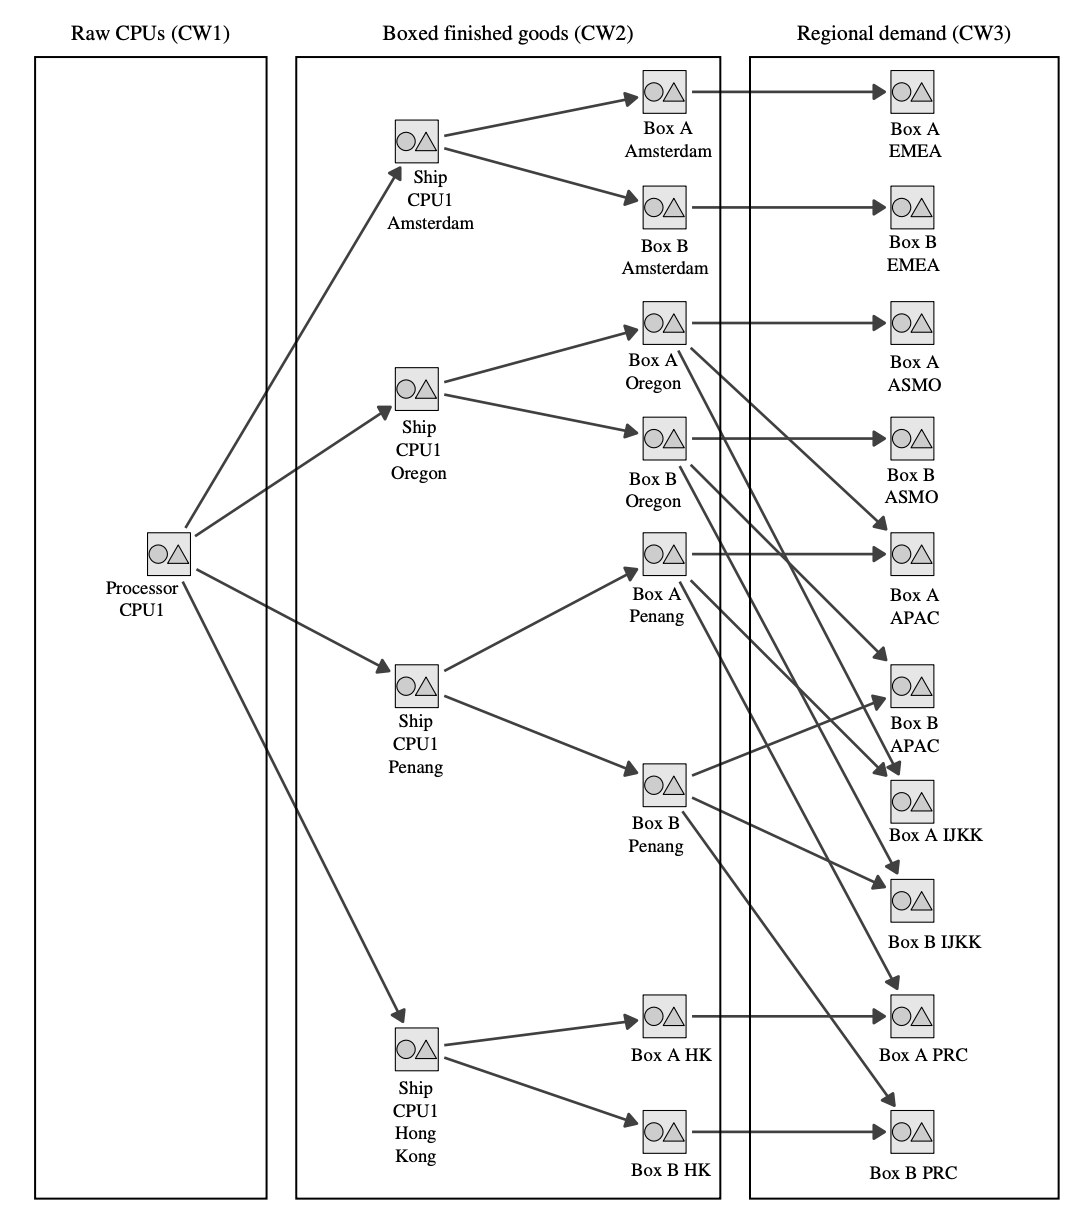 Raw CPUs (CW1)
Boxed finished goods (CW2)
Regional demand (CW3)
Processor
CPU1
Ship
CPU1
Amsterdam
Ship
CPU1
Oregon
Ship
CPU1
Penang
Ship
CPU1
Hong
Kong
Box A
Amsterdam
Box B
Amsterdam
Box A
Oregon
Box B
Oregon
Box A
Penang
Box B
Penang
Box A HK
Box B HK
Box A
EMEA
Box B
EMEA
Box A
ASMO
Box B
ASMO
Box A
APAC
Box B
APAC
Box A IJKK
Box B IJKK
Box A PRC
Box B PRC